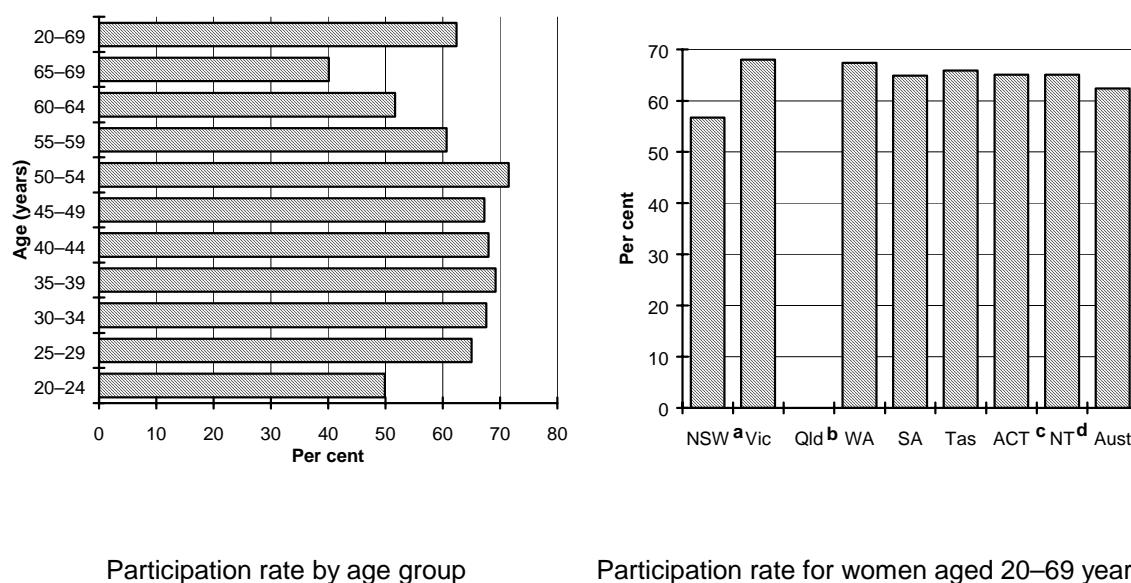 20–69
65–69
60–64
55–59
50–54
45–49
40–44
35–39
30–34
25–29
20–24
Age (years)
0 10 20 30 40 50 60 70 80
Per cent
Participation rate by age group
70
60
50
40
30
20
10
0
Per cent
NSW a Vic Qld b WA SA Tas ACT c NT d Aust
Participation rate for women aged 20–69 year